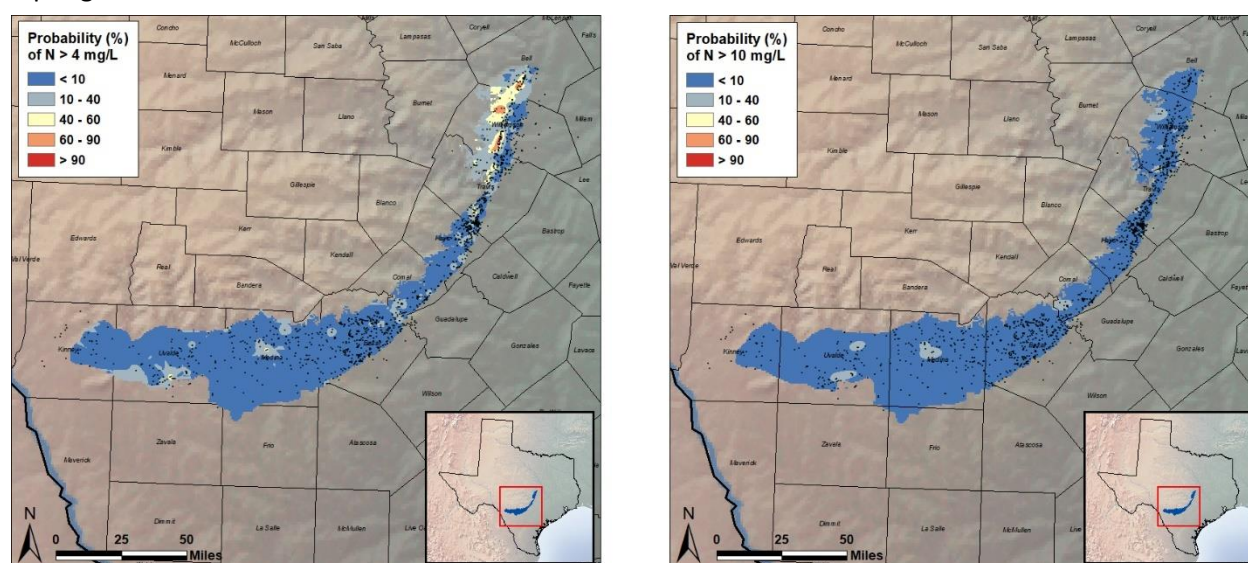 Probability (%)
of N > 4 mg/L
< 10
10 - 40
40 - 60
60 - 90
> 90
Concho
McCulloch
San Saba
Lampasas
Coryell
McLennan
Falls
Bell
Menard
Burnet
Milam
Mason
Llano
Kimble
Lee
Gillespie
Travis
Blanco
Bastrop
Edwards
Kerr
Hays
Val Verde
Real
Kendall
Caldwell
Fayette
Bandera
Comal
Guadalupe
Gonzales
Lavaca
Kinney
Uvalde
Medina
Wilson
Zavala
Frio
Atascosa
Maverick
Dimmit
La Salle
McMullen
N
0 25 50
Miles
Probability (%)
of N > 10 mg/L
< 10
10 - 40
40 - 60
60 - 90
> 90
Concho
McCulloch
San Saba
Lampasas
Coryell
McLennan
Falls
Bell
Menard
Burnet
Mason
Llano
Kimble
Lee
Gillespie
Blanco
Bastrop
Edwards
Kerr
Hays
Val Verde
Real
Kendall
Caldwell
Bandera
Comal
Guadalupe
Gonzales
Kinney
Uvalde
Medina
Wilson
Zavala
Frio
Atascosa
Maverick
Dimmit
La Salle
McMullen
N
0 25 50
Miles